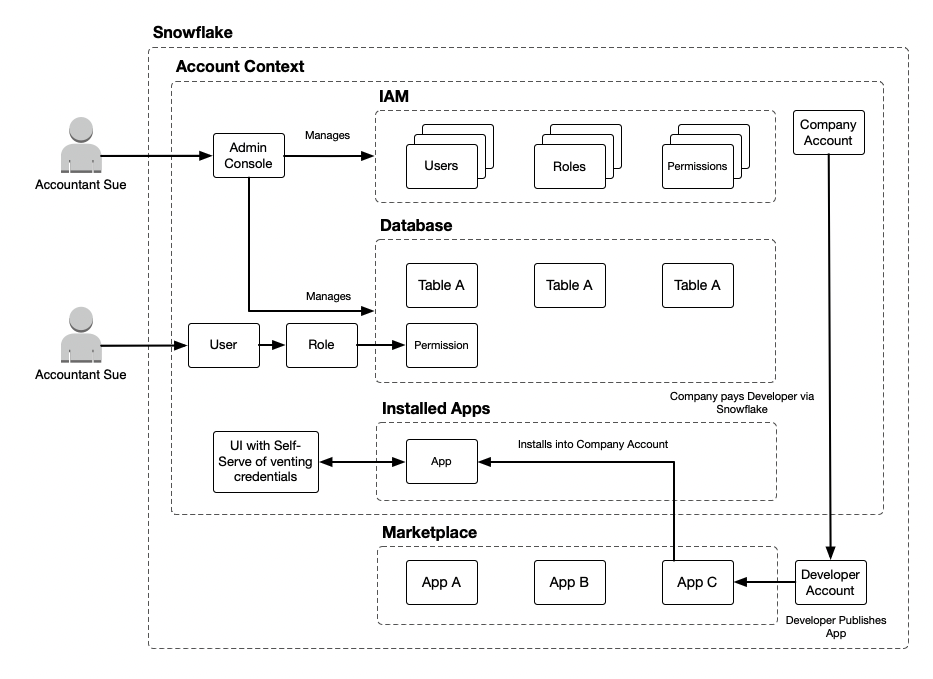 Snowflake
Account Context
IAM
Admin
Console
Manages
Users
Roles
Permissions
Company
Account
Accountant Sue
Database
Table A
Table A
Table A
Manages
User
Role
Permission
Accountant Sue
Company pays Developer via
Snowflake
Installed Apps
UI with Self-
Serve of venting
credentials
App
Installs into Company Account
Marketplace
App A
App B
App C
Developer
Account
Developer Publishes
App